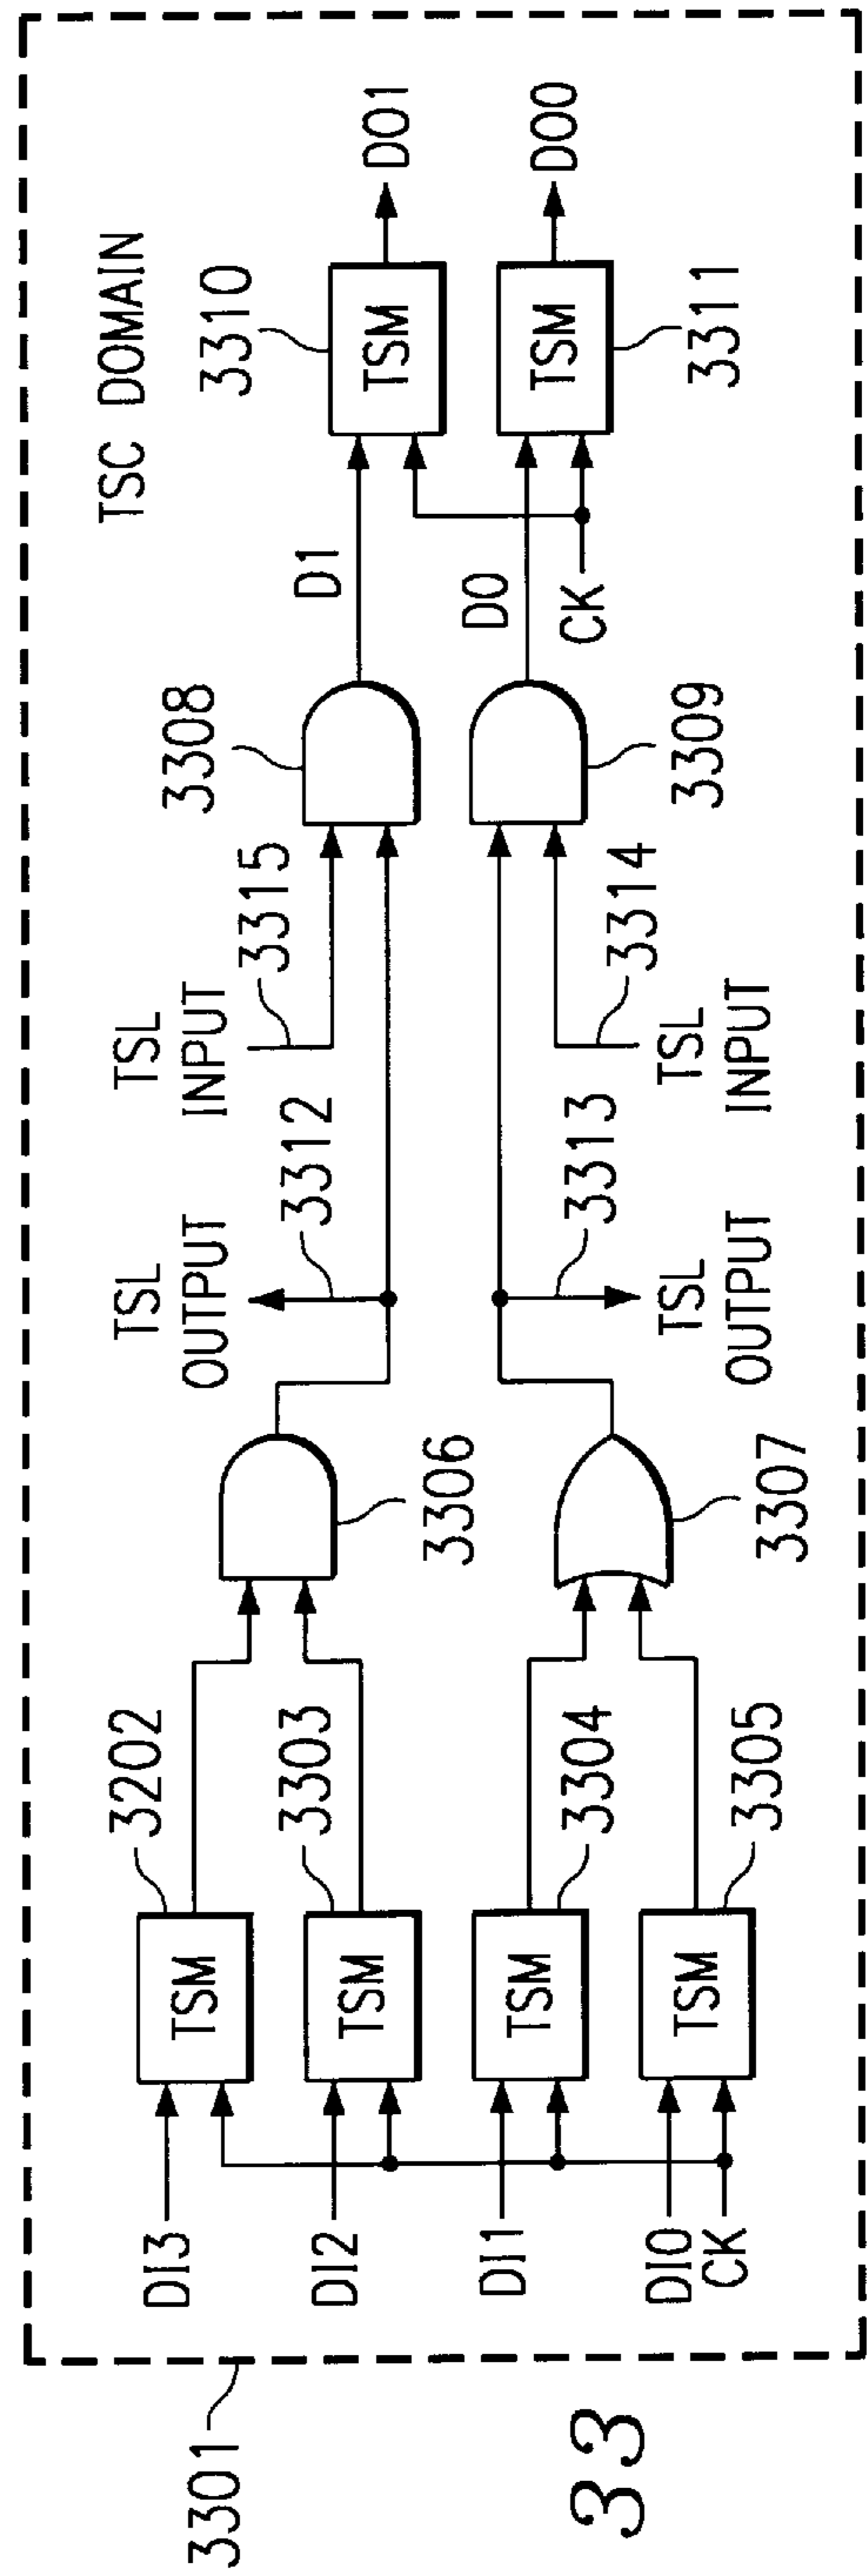 TSC DOMAIN
3301
DI3
DI2
DI1
DI0
CK
TSM
3202
TSM
3303
TSM
3304
TSM
3305
3306
3307
TSL
OUTPUT
3312
3313
TSL
OUTPUT
TSL
INPUT
3315
3314
TSL
INPUT
3308
3309
D1
D0
CK
TSM
3310
TSM
3311
DO1
DO0
33